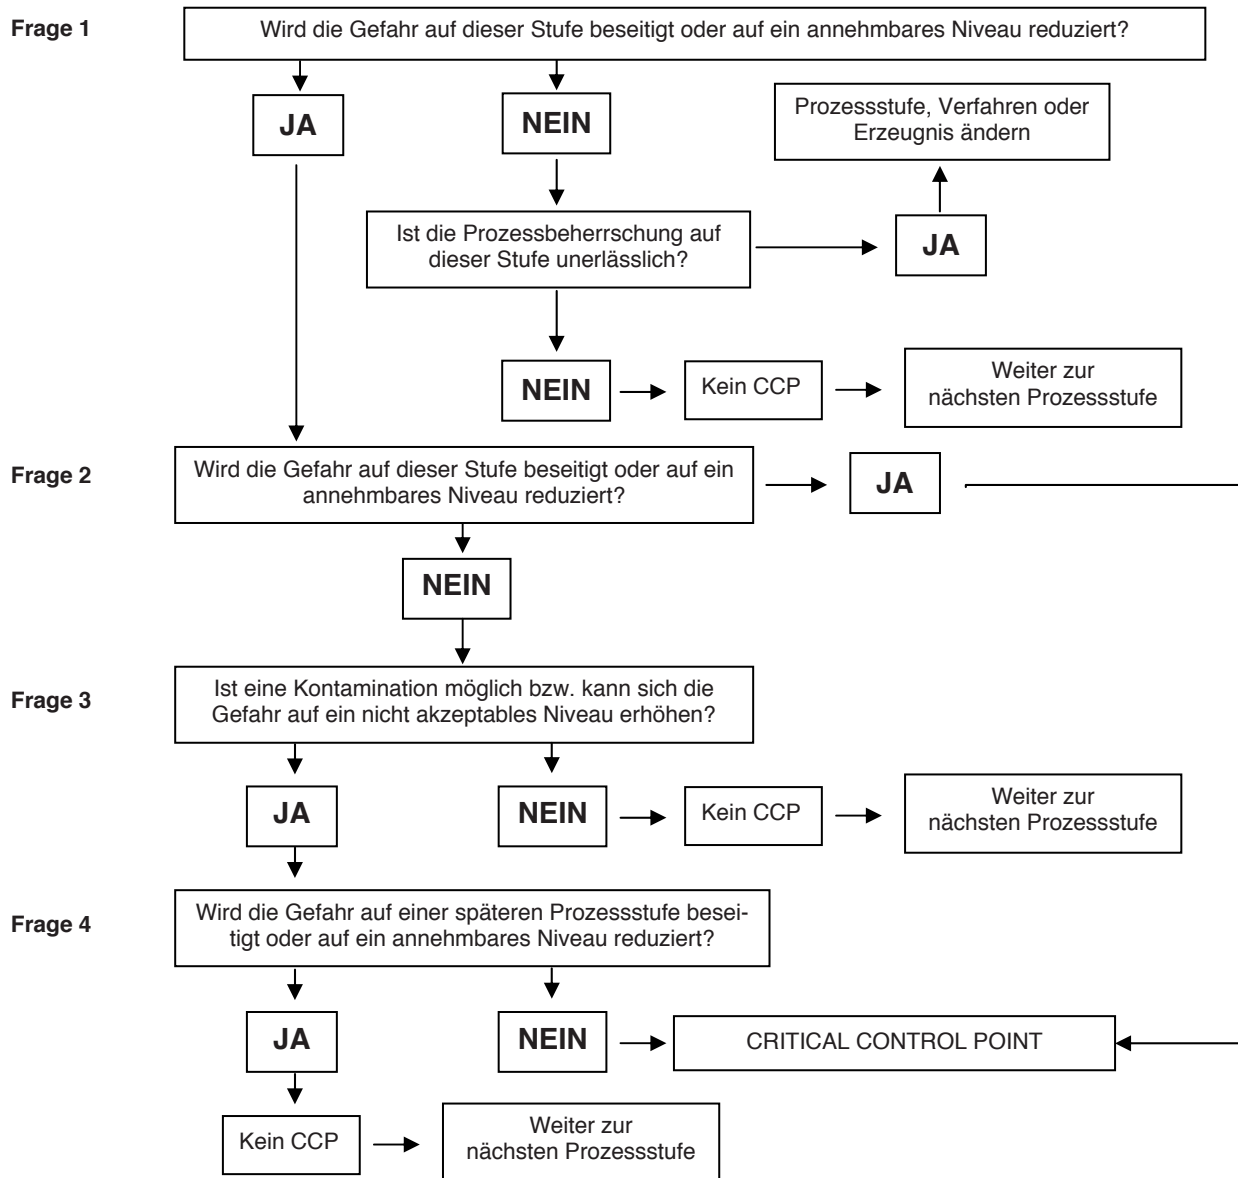 Frage 1
Wird die Gefahr auf dieser Stufe beseitigt oder auf ein annehmbares Niveau reduziert?
JA
NEIN
Prozessstufe, Verfahren oder
Erzeugnis ändern
Ist die Prozessbeherrschung auf
dieser Stufe unerlässlich?
JA
NEIN
Kein CCP
Weiter zur
nächsten Prozessstufe
Frage 2
Wird die Gefahr auf dieser Stufe beseitigt oder auf ein
annehmbares Niveau reduziert?
JA
NEIN
Frage 3
Ist eine Kontamination möglich bzw. kann sich die
Gefahr auf ein nicht akzeptables Niveau erhöhen?
JA
NEIN
Kein CCP
Weiter zur
nächsten Prozessstufe
Frage 4
Wird die Gefahr auf einer späteren Prozessstufe besei-
tigt oder auf ein annehmbares Niveau reduziert?
JA
NEIN
CRITICAL CONTROL POINT
Kein CCP
Weiter zur
nächsten Prozessstufe